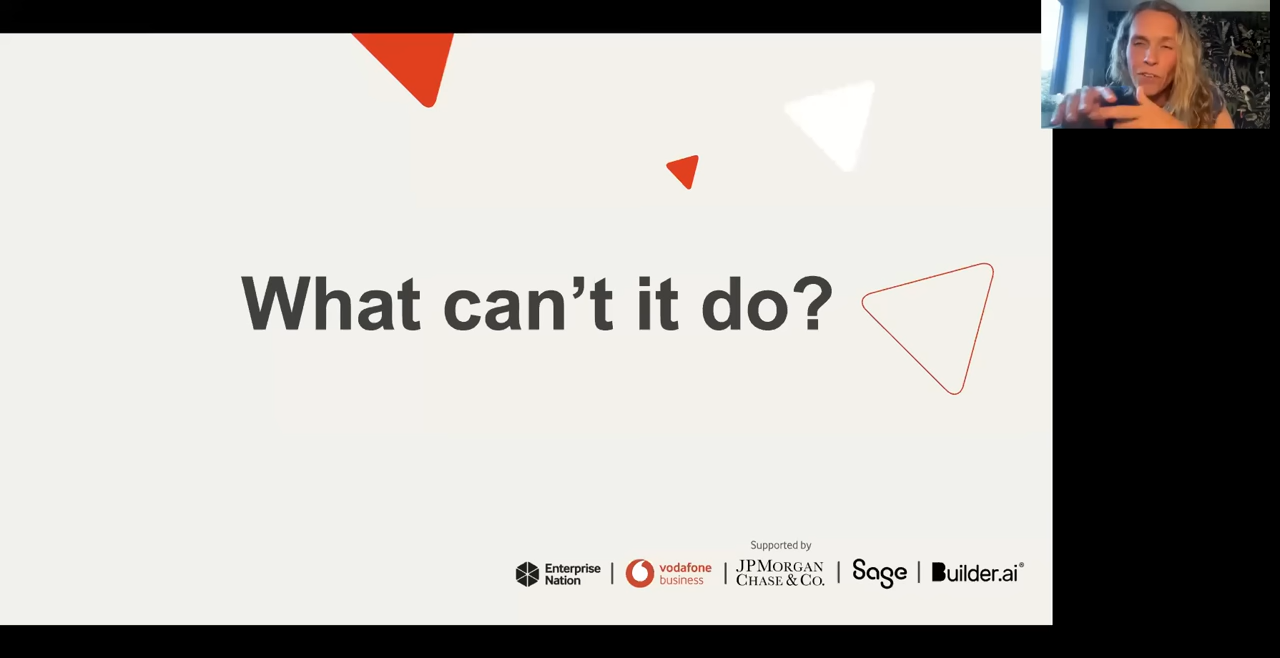 What can’t it do?
Supported by
Enterprise
Nation
vodafone
business
JPMORGAN
CHASE & CO.
Sage
Builder.ai®